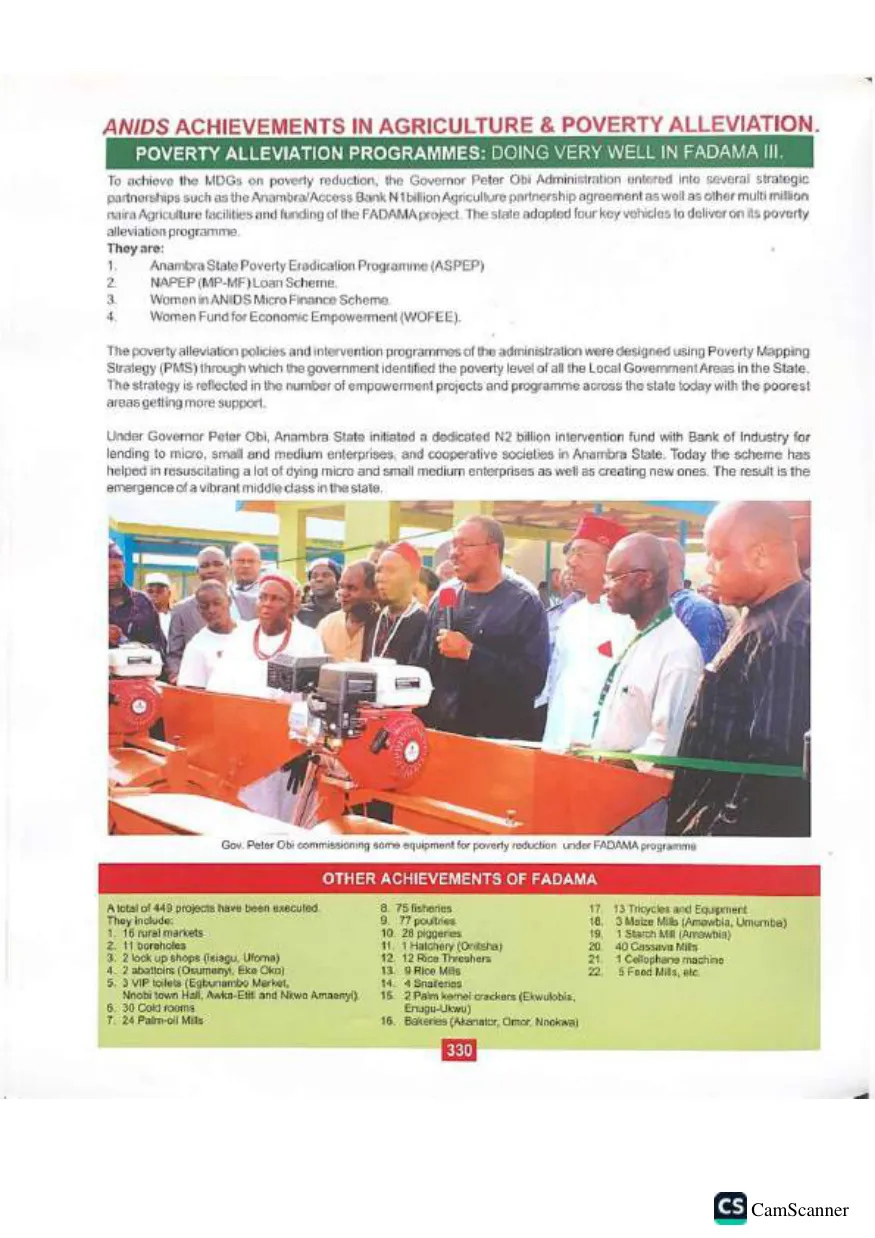 ANIDS ACHIEVEMENTS IN AGRICULTURE & POVERTY ALLEVIATION.
POVERTY ALLEVIATION PROGRAMMES: DOING VERY WELL IN FADAMA III.
To achieve the MDGs on poverty reduction, the Governor Peter Obi Administration entered into several strategic
partnerships such as the Anambra/Access Bank N1billion Agriculture partnership agreement as well as other multi million
naira Agriculture facilities and funding of the FADAMA project. The state adopted four key vehicles to deliver on its poverty
alleviation programme.
They are:
1. Anambra State Poverty Eradication Programme (ASPEP)
2. NAPEP (MP-MF) Loan Scheme.
3. Women in ANIDS Micro Finance Scheme.
4. Women Fund for Economic Empowerment (WOFEE).
The poverty alleviation policies and intervention programmes of the administration were designed using Poverty Mapping
Strategy (PMS) through which the government identified the poverty level of all the Local Government Areas in the State.
The strategy is reflected in the number of empowerment projects and programme across the state today with the poorest
areas getting more support.
Under Governor Peter Obi, Anambra State initiated a dedicated N2 billion intervention fund with Bank of Industry for
lending to micro, small and medium enterprises, and cooperative societies in Anambra State. Today the scheme has
helped in resuscitating a lot of dying micro and small medium enterprises as well as creating new ones. The result is the
emergence of a vibrant middle class in the state.
Gov. Peter Obi commissioning some equipment for poverty reduction under FADAMA programme
OTHER ACHIEVEMENTS OF FADAMA
A total of 449 projects have been executed.
They include:
1. 16 rural markets
2. 11 boreholes
3. 2 lock up shops (Isiagu, Ufoma)
4. 2 abattoirs (Osumenyi, Eke Oko)
5. 3 VIP toilets (Egbunambo Market,
Nnobi town Hall, Awka-Etiti and Nkwo Amaenyi).
6. 30 Cold rooms
7. 24 Palm-oil Mills
8. 75 fisheries
9. 77 poultries
10. 28 piggeries
11. 1 Hatchery (Onitsha)
12. 12 Rice Threshers
13. 9 Rice Mills
14. 4 Snaileries
15. 2 Palm kernel crackers (Ekwulobia,
Enugu-Ukwu)
16. Bakeries (Akanator, Omor, Nnokwa)
17. 13 Tricycles and Equipment
18. 3 Maize Mills (Amawbia, Umumba)
19. 1 Starch Mill (Amawbia)
20. 40 Cassava Mills
21. 1 Cellophane machine
22. 5 Feed Mills, etc.
330
CS CamScanner